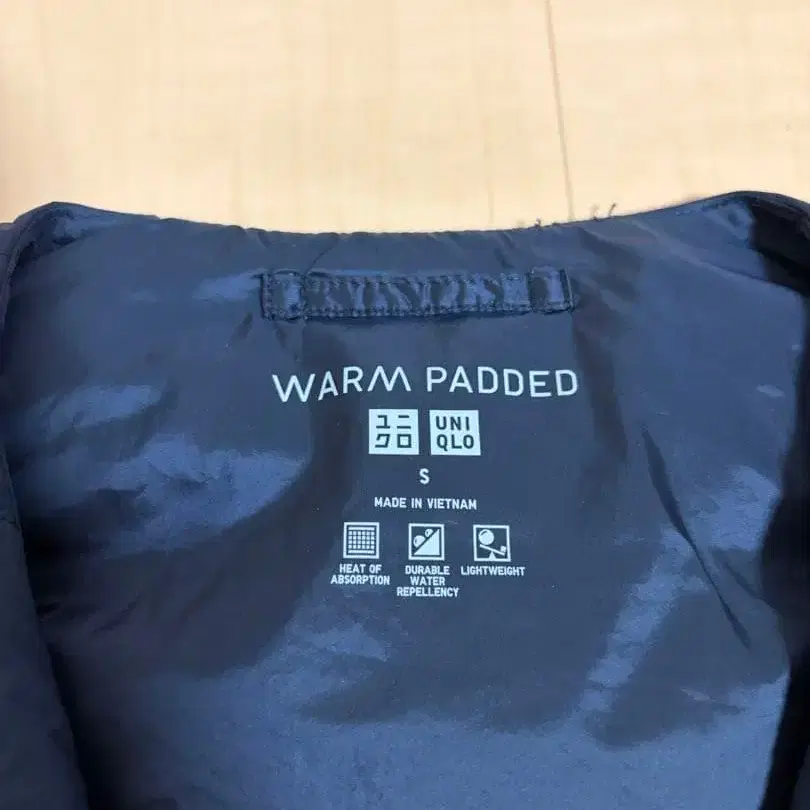 WARM PADDED
ユニ UNI
クロ QLO
S
MADE IN VIETNAM
HEAT OF DURABLE LIGHTWEIGHT
ABSORPTION WATER
REPELLENCY